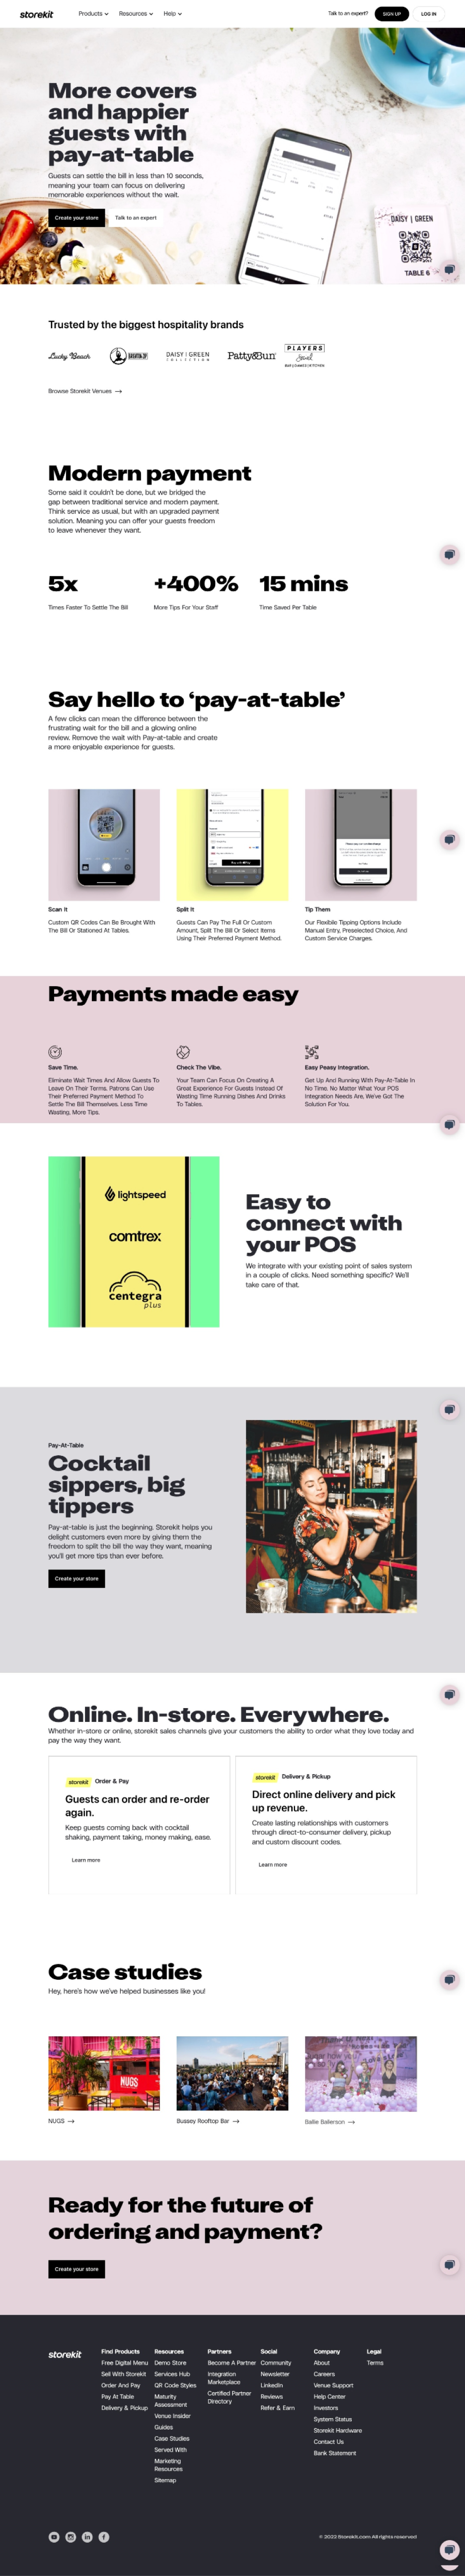 storekit
Products
Resources
Help
Talk to an expert?
SIGN UP
LOG IN
More covers
and happier
guests with
pay-at-table
Guests can settle the bill in less than 10 seconds,
meaning your team can focus on delivering
memorable experiences without the wait.
Create your store
Talk to an expert
DAISY | GREEN
TABLE 6
Trusted by the biggest hospitality brands
Lucky Beach
DAISY | GREEN
COLLECTION
Patty&Bun
PLAYERS
Social
Browse Storekit Venues →
Modern payment
Some said it couldn't be done, but we bridged the
gap between traditional service and modern payment.
Think service as usual, but with an upgraded payment
solution. Meaning you can offer your guests freedom
to leave whenever they want.
5x
+400%
15 mins
Times Faster To Settle The Bill
More Tips For Your Staff
Time Saved Per Table
Say hello to ‘pay-at-table’
A few clicks can mean the difference between the
frustrating wait for the bill and a glowing online
review. Remove the wait with Pay-at-table and create
a more enjoyable experience for guests.
Scan It
Custom QR Codes Can Be Brought With
The Bill Or Stationed At Tables.
Split It
Guests Can Pay The Full Or Custom
Amount, Split The Bill Or Select Items
Using Their Preferred Payment Method.
Tip Them
Our Flexibile Tipping Options Include
Manual Entry, Preselected Choice, And
Custom Service Charges.
Payments made easy
Save Time.
Eliminate Wait Times And Allow Guests To
Leave On Their Terms. Patrons Can Use
Their Preferred Payment Method To
Settle The Bill Themselves. Less Time
Wasting, More Tips.
Check The Vibe.
Your Team Can Focus On Creating A
Great Experience For Guests Instead Of
Wasting Time Running Dishes And Drinks
To Tables.
Easy Peasy Integration.
Get Up And Running With Pay-At-Table In
No Time. No Matter What Your POS
Integration Needs Are, We've Got The
Solution For You.
lightspeed
comtrex
centegra
plus
Easy to
connect with
your POS
We integrate with your existing point of sales system
in a couple of clicks. Need something specific? We'll
take care of that.
Pay-At-Table
Cocktail
sippers, big
tippers
Pay-at-table is just the beginning. Storekit helps you
delight customers even more by giving them the
freedom to split the bill the way they want, meaning
you'll get more tips than ever before.
Create your store
Online. In-store. Everywhere.
Whether in-store or online, storekit sales channels give your customers the ability to order what they love today and
pay the way they want.
storekit Order & Pay
Guests can order and re-order
again.
Keep guests coming back with cocktail
shaking, payment taking, money making, ease.
Learn more
storekit Delivery & Pickup
Direct online delivery and pick
up revenue.
Create lasting relationships with customers
through direct-to-consumer delivery, pickup
and custom discount codes.
Learn more
Case studies
Hey, here's how we've helped businesses like you!
NUGS
NUGS →
Bussey Rooftop Bar →
Ballie Ballerson →
Ready for the future of
ordering and payment?
Create your store
storekit
Find Products
Free Digital Menu
Sell With Storekit
Order And Pay
Pay At Table
Delivery & Pickup
Resources
Demo Store
Services Hub
QR Code Styles
Maturity
Assessment
Venue Insider
Guides
Case Studies
Served With
Marketing
Resources
Sitemap
Partners
Become A Partner
Integration
Marketplace
Certified Partner
Directory
Social
Community
Newsletter
LinkedIn
Reviews
Refer & Earn
Company
About
Careers
Venue Support
Help Center
Investors
System Status
Storekit Hardware
Contact Us
Bank Statement
Legal
Terms
© 2022 Storekit.com All rights reserved